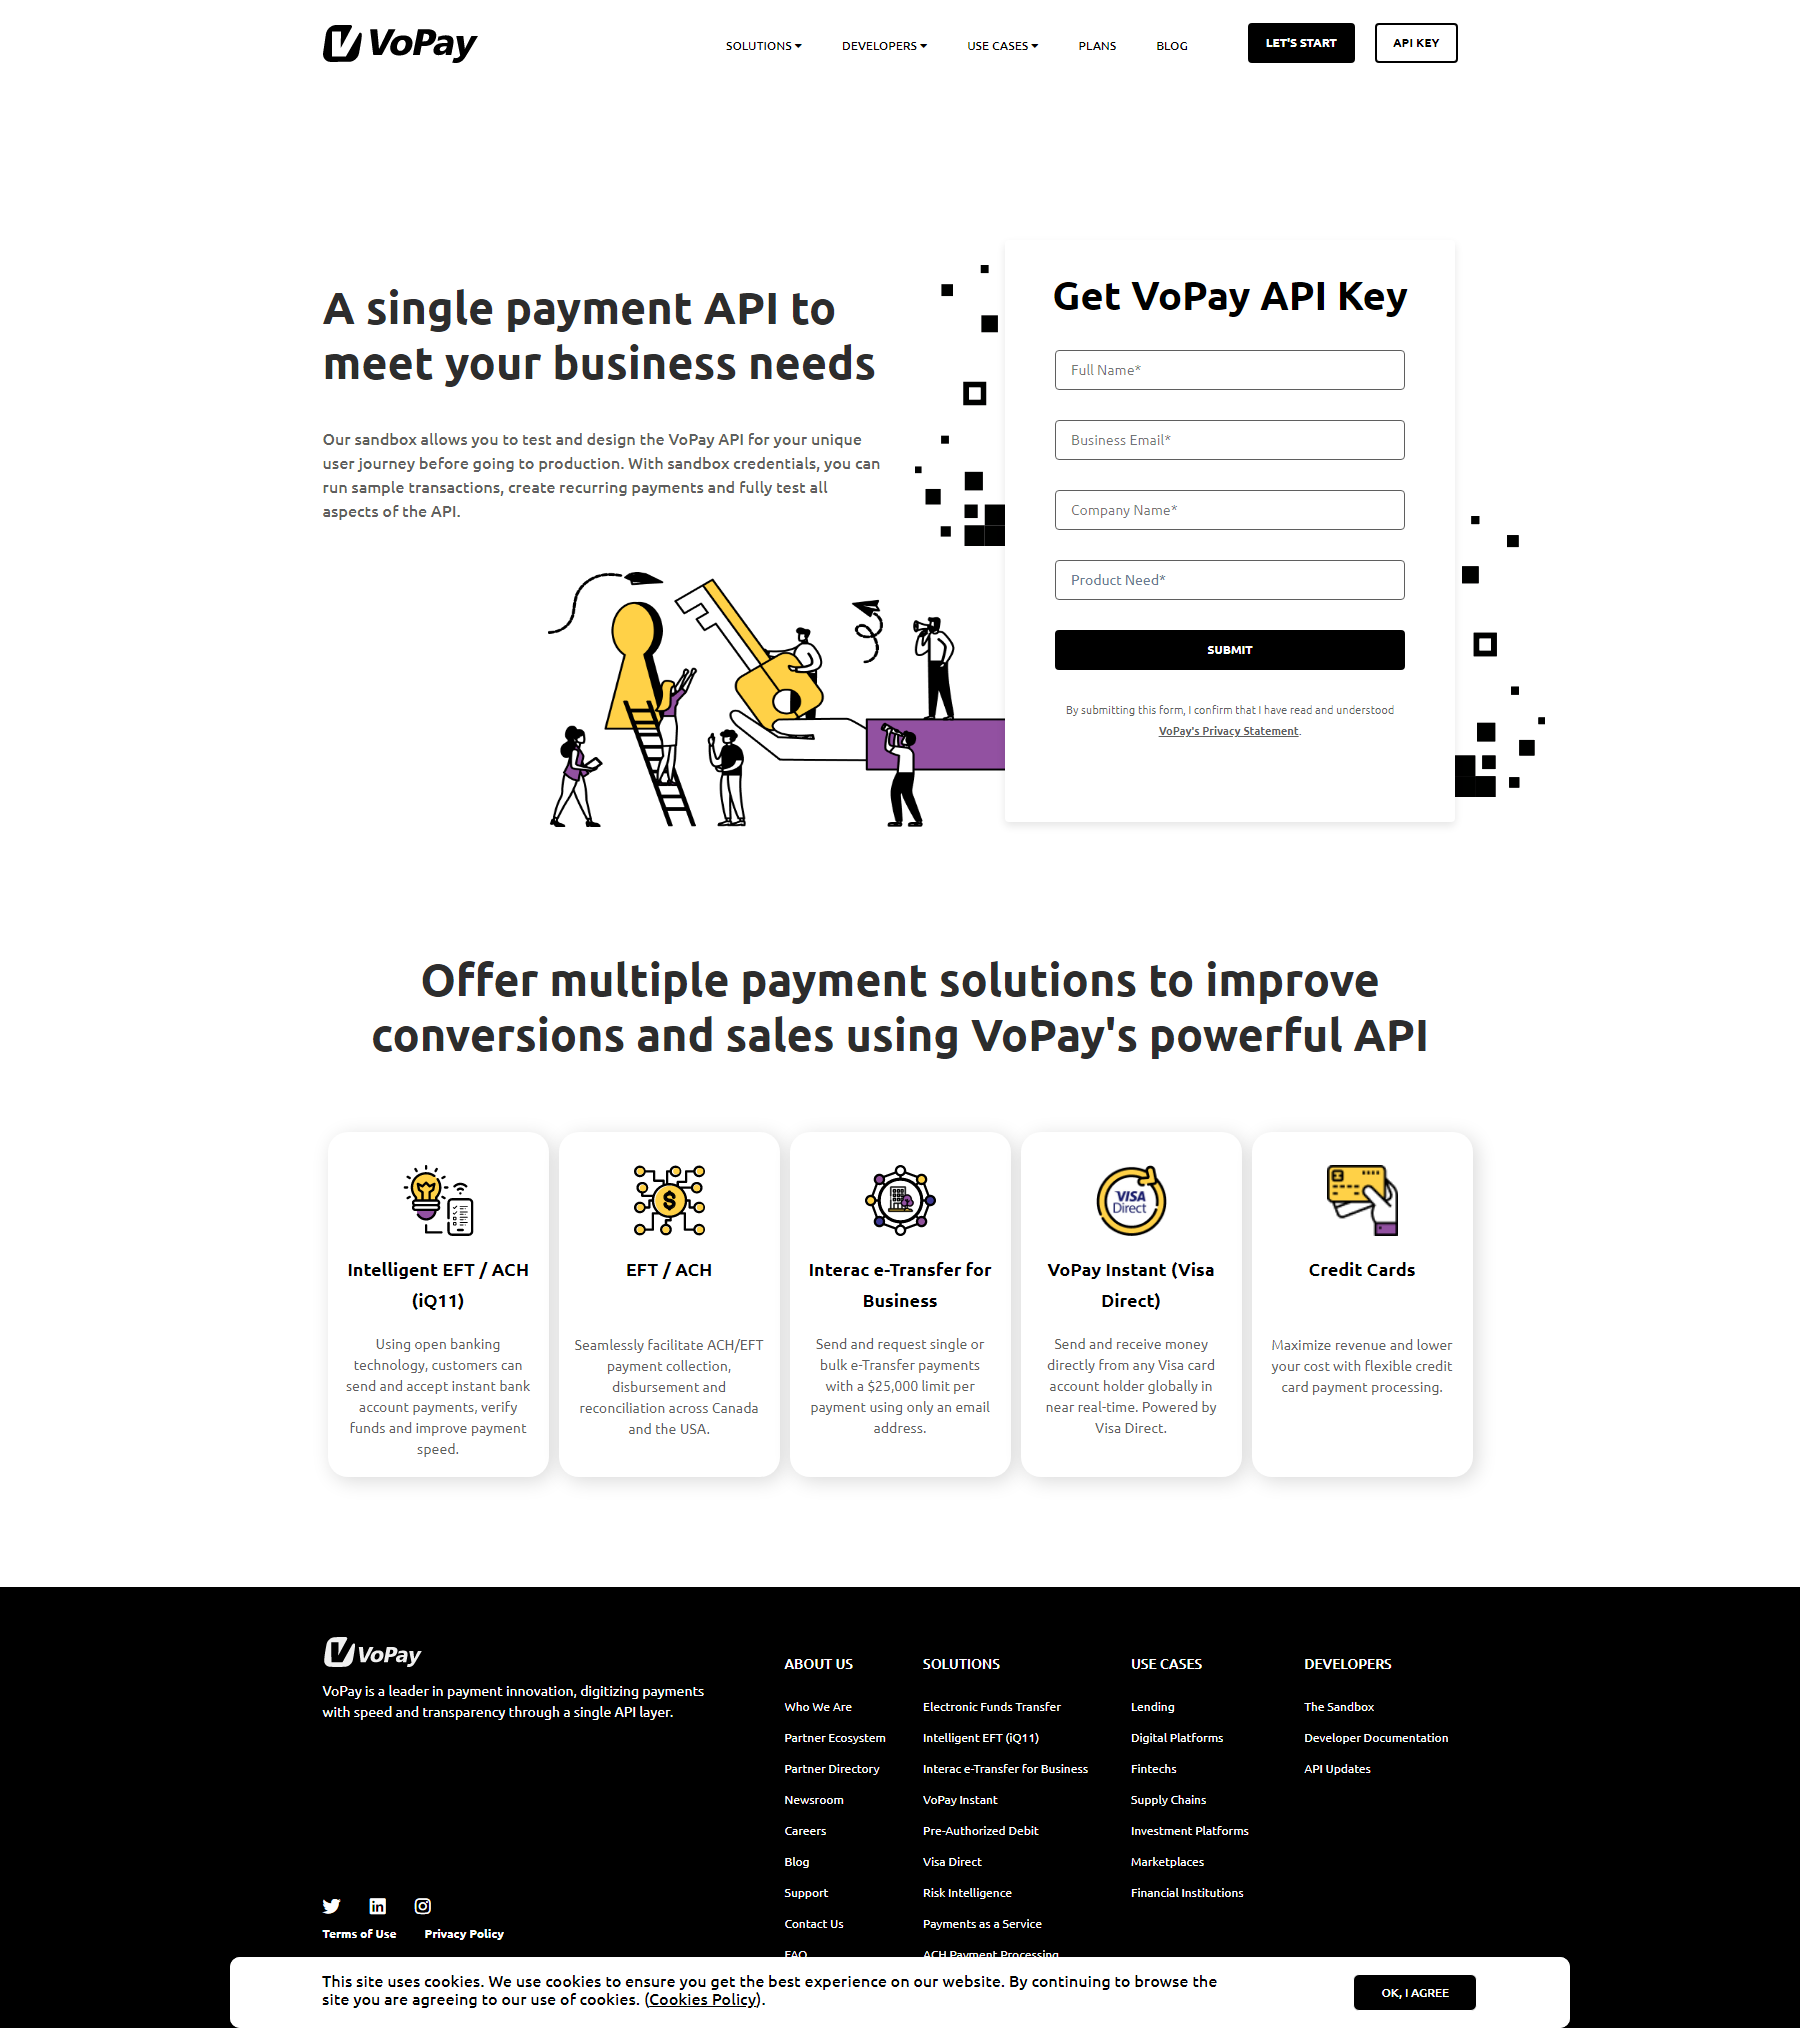 VoPay
SOLUTIONS
DEVELOPERS
USE CASES
PLANS
BLOG
LET'S START
API KEY
A single payment API to
meet your business needs
Our sandbox allows you to test and design the VoPay API for your unique
user journey before going to production. With sandbox credentials, you can
run sample transactions, create recurring payments and fully test all
aspects of the API.
Get VoPay API Key
Full Name*
Business Email*
Company Name*
Product Need*
SUBMIT
By submitting this form, I confirm that I have read and understood
VoPay's Privacy Statement.
Offer multiple payment solutions to improve
conversions and sales using VoPay's powerful API
Intelligent EFT / ACH
(iQ11)
Using open banking
technology, customers can
send and accept instant bank
account payments, verify
funds and improve payment
speed.
$
EFT / ACH
Seamlessly facilitate ACH/EFT
payment collection,
disbursement and
reconciliation across Canada
and the USA.
Interac e-Transfer for
Business
Send and request single or
bulk e-Transfer payments
with a $25,000 limit per
payment using only an email
address.
VISA
Direct
VoPay Instant (Visa
Direct)
Send and receive money
directly from any Visa card
account holder globally in
near real-time. Powered by
Visa Direct.
Credit Cards
Maximize revenue and lower
your cost with flexible credit
card payment processing.
VoPay
VoPay is a leader in payment innovation, digitizing payments
with speed and transparency through a single API layer.
Terms of Use
Privacy Policy
ABOUT US
Who We Are
Partner Ecosystem
Partner Directory
Newsroom
Careers
Blog
Support
Contact Us
FAQ
SOLUTIONS
Electronic Funds Transfer
Intelligent EFT (iQ11)
Interac e-Transfer for Business
VoPay Instant
Pre-Authorized Debit
Visa Direct
Risk Intelligence
Payments as a Service
ACH Payment Processing
USE CASES
Lending
Digital Platforms
Fintechs
Supply Chains
Investment Platforms
Marketplaces
Financial Institutions
DEVELOPERS
The Sandbox
Developer Documentation
API Updates
This site uses cookies. We use cookies to ensure you get the best experience on our website. By continuing to browse the
site you are agreeing to our use of cookies. (Cookies Policy).
OK, I AGREE